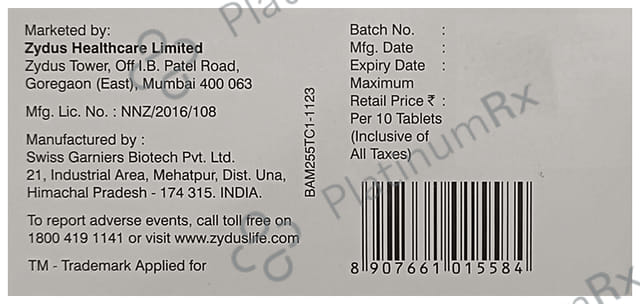 Marketed by:
Zydus Healthcare Limited
Zydus Tower, Off I.B. Patel Road,
Goregaon (East), Mumbai 400 063
Mfg. Lic. No. : NNZ/2016/108
Manufactured by :
Swiss Garniers Biotech Pvt. Ltd.
21, Industrial Area, Mehatpur, Dist. Una,
Himachal Pradesh - 174 315. INDIA.
To report adverse events, call toll free on
1800 419 1141 or visit www.zyduslife.com
TM - Trademark Applied for
BAM255TC1-1123
Batch No. :
Mfg. Date :
Expiry Date :
Maximum
Retail Price ₹ :
Per 10 Tablets
(Inclusive of
All Taxes)
8 907661 015584
PlatinumRx